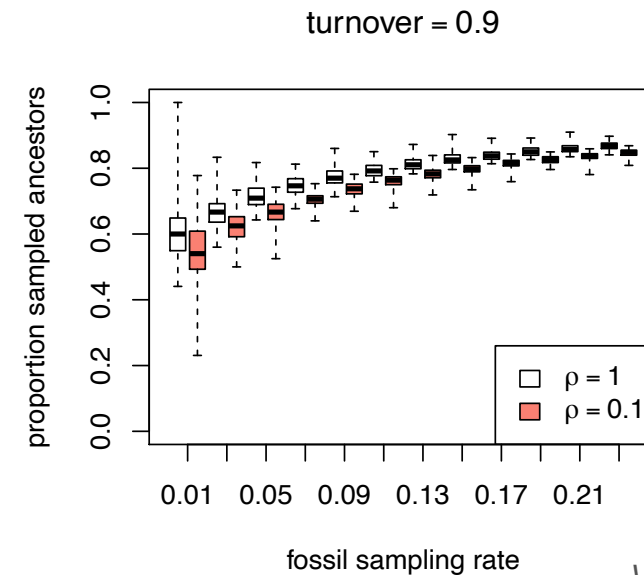 turnover = 0.9
proportion sampled ancestors
1.0
0.8
0.6
0.4
0.2
0.0
ρ = 1
ρ = 0.1
0.01 0.05 0.09 0.13 0.17 0.21
fossil sampling rate